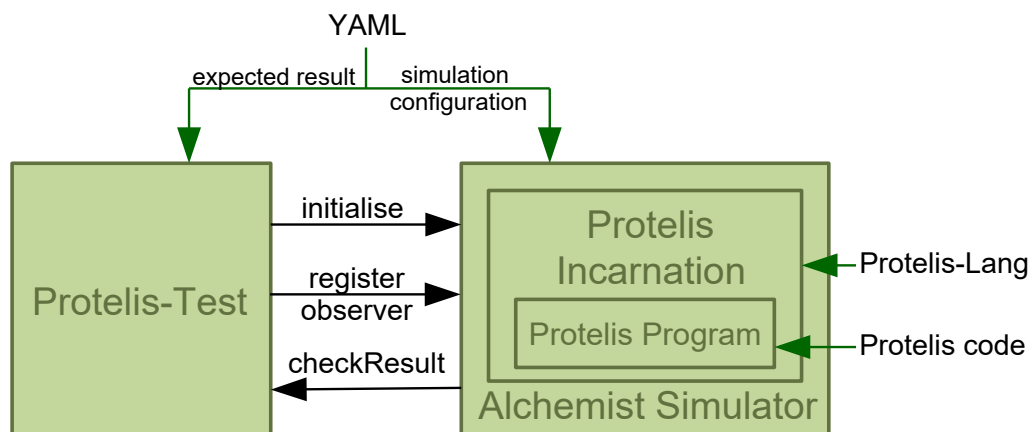 YAML
expected result
simulation
configuration
initialise
register
observer
checkResult
Protelis-Test
Protelis
Incarnation
Protelis Program
Alchemist Simulator
Protelis-Lang
Protelis code